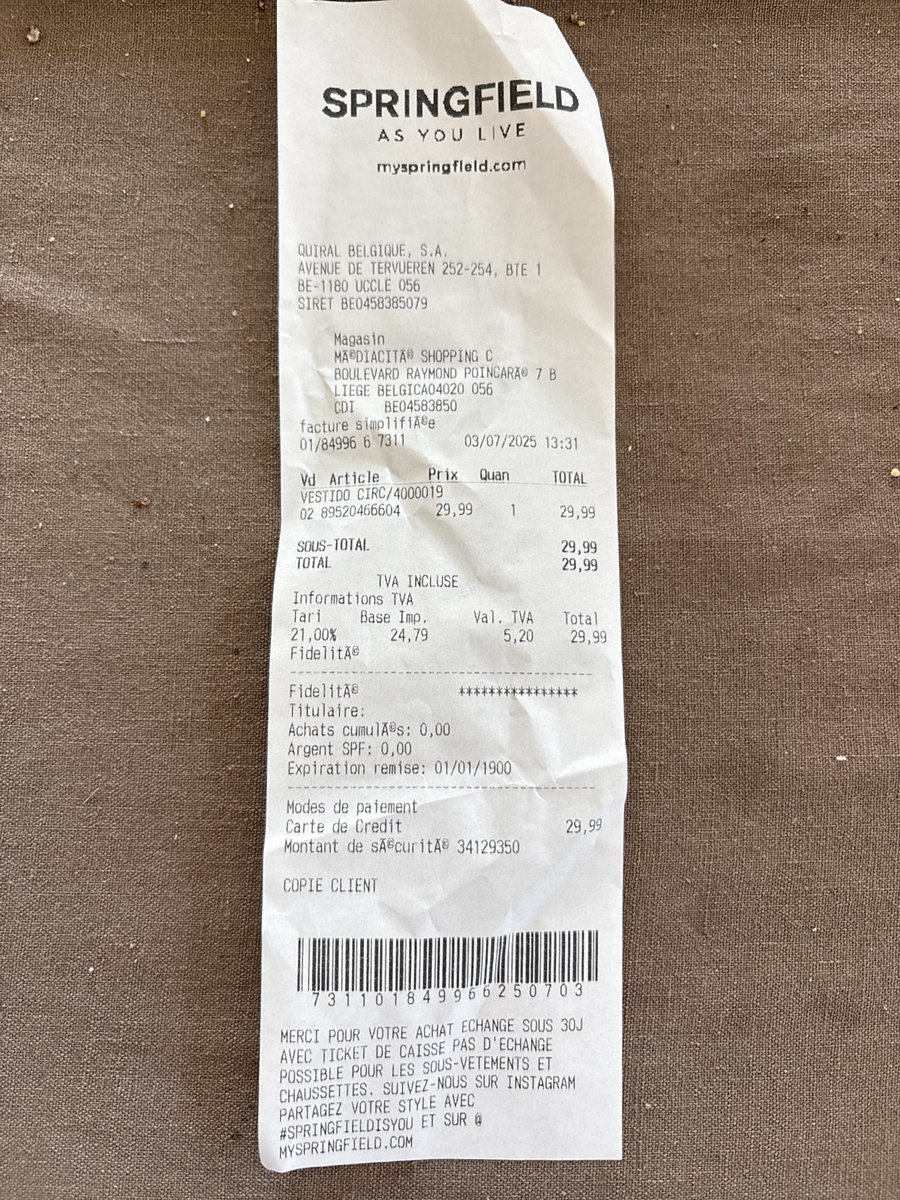 SPRINGFIELD
AS YOU LIVE
myspringfield.com
QUIRAL BELGIQUE, S.A.
AVENUE DE TERVUEREN 252-254, BTE 1
BE-1180 UCCLE 056
SIRET BE0458385079
Magasin
MÃ©DIACITÃ© SHOPPING C
BOULEVARD RAYMOND POINCARÃ© 7 B
LIEGE BELGICA04020 056
CDI BE04583850
facture simplifiÃ©e
01/84996 6 7311 03/07/2025 13:31
Vd Article Prix Quan TOTAL
VESTIDO CIRC/4000019
02 89520466604 29,99 1 29,99
SOUS-TOTAL 29,99
TOTAL 29,99
TVA INCLUSE
Informations TVA
Tari Base Imp. Val. TVA Total
21,00% 24,79 5,20 29,99
FidelitÃ©
Fidelitã© ****************
Titulaire:
Achats cumulÃ©s: 0,00
Argent SPF: 0,00
Expiration remise: 01/01/1900
Modes de paiement
Carte de Credit 29,99
Montant de sÃ©curitÃ© 34129350
COPIE CLIENT
731101849966250703
MERCI POUR VOTRE ACHAT ECHANGE SOUS 30J
AVEC TICKET DE CAISSE PAS D'ECHANGE
POSSIBLE POUR LES SOUS-VETEMENTS ET
CHAUSSETTES. SUIVEZ-NOUS SUR INSTAGRAM
PARTAGEZ VOTRE STYLE AVEC
#SPRINGFIELDISYOU ET SUR @
MYSPRINGFIELD.COM